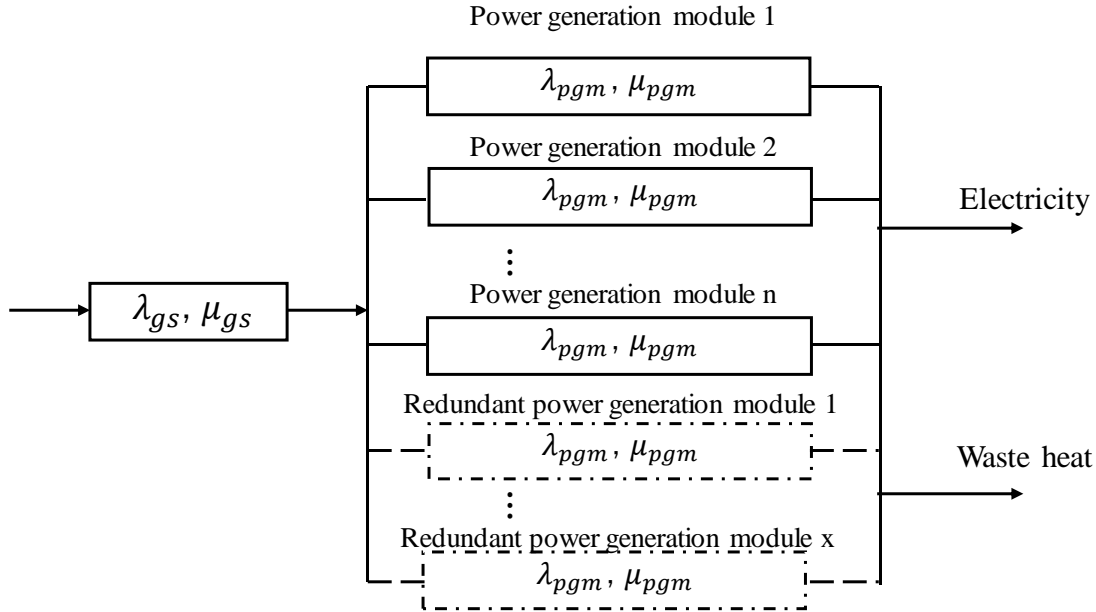 Power generation module 1
λ_pgm, μ_pgm
Power generation module 2
λ_pgm, μ_pgm
Electricity
⋮
Power generation module n
λ_gs, μ_gs
λ_pgm, μ_pgm
Redundant power generation module 1
λ_pgm, μ_pgm
Waste heat
⋮
Redundant power generation module x
λ_pgm, μ_pgm